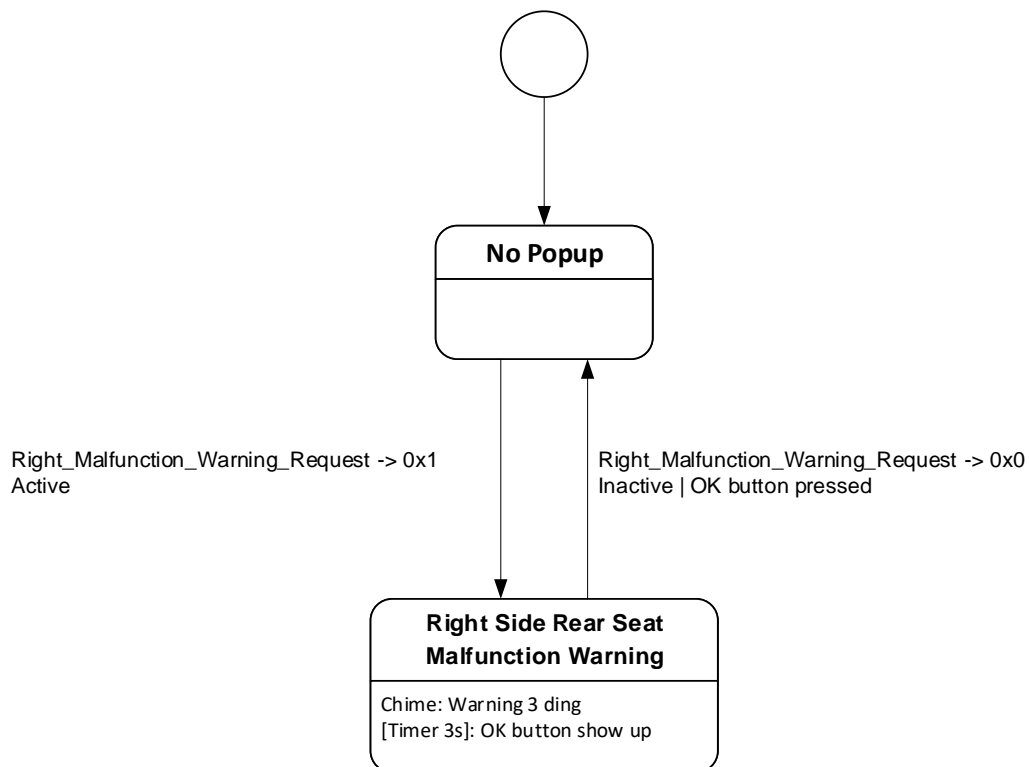 No Popup
Right_Malfunction_Warning_Request -> 0x1
Active
Right_Malfunction_Warning_Request -> 0x0
Inactive | OK button pressed
Right Side Rear Seat
Malfunction Warning
Chime: Warning 3 ding
[Timer 3s]: OK button show up